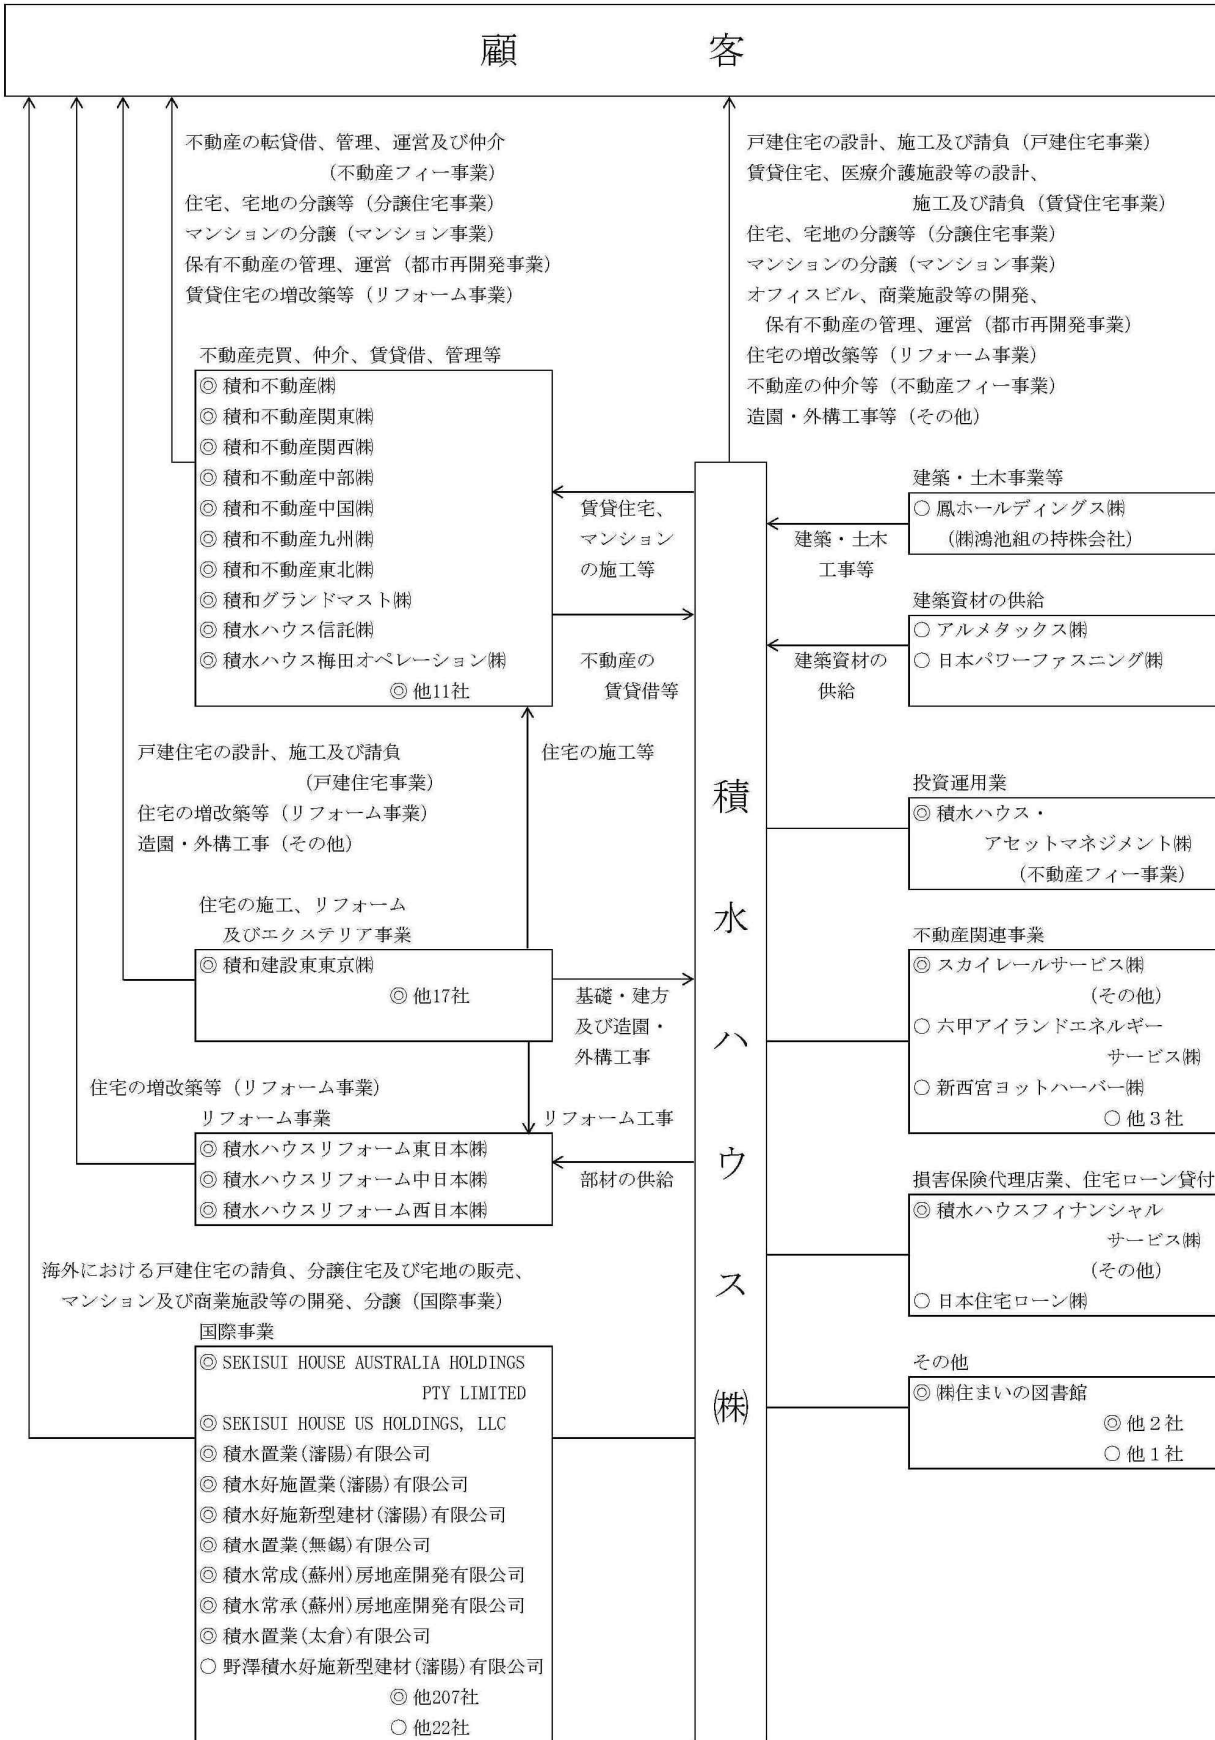 顧客
不動産の転貸借、管理、運営及び仲介
(不動産フィー事業)
住宅、宅地の分譲等(分譲住宅事業)
マンションの分譲(マンション事業)
保有不動産の管理、運営(都市再開発事業)
賃貸住宅の増改築等(リフォーム事業)
戸建住宅の設計、施工及び請負(戸建住宅事業)
賃貸住宅、医療介護施設等の設計、
施工及び請負(賃貸住宅事業)
住宅、宅地の分譲等(分譲住宅事業)
マンションの分譲(マンション事業)
オフィスビル、商業施設等の開発、
保有不動産の管理、運営(都市再開発事業)
住宅の増改築等(リフォーム事業)
不動産の仲介等(不動産フィー事業)
造園・外構工事等(その他)
不動産売買、仲介、賃貸借、管理等
◎ 積和不動産㈱
◎ 積和不動産関東㈱
◎ 積和不動産関西㈱
◎ 積和不動産中部㈱
◎ 積和不動産中国㈱
◎ 積和不動産九州㈱
◎ 積和不動産東北㈱
◎ 積和グランドマスト㈱
◎ 積水ハウス信託㈱
◎ 積水ハウス梅田オペレーション㈱
◎ 他11社
賃貸住宅、
マンション
の施工等
不動産の
賃貸借等
住宅の施工等
戸建住宅の設計、施工及び請負
(戸建住宅事業)
住宅の増改築等(リフォーム事業)
造園・外構工事(その他)
住宅の施工、リフォーム
及びエクステリア事業
◎ 積和建設東東京㈱
◎ 他17社
基礎・建方
及び造園・
外構工事
住宅の増改築等(リフォーム事業)
リフォーム事業
リフォーム工事
◎ 積水ハウスリフォーム東日本㈱
◎ 積水ハウスリフォーム中日本㈱
◎ 積水ハウスリフォーム西日本㈱
部材の供給
海外における戸建住宅の請負、分譲住宅及び宅地の販売、
マンション及び商業施設等の開発、分譲(国際事業)
国際事業
◎ SEKISUI HOUSE AUSTRALIA HOLDINGS
PTY LIMITED
◎ SEKISUI HOUSE US HOLDINGS, LLC
◎ 積水置業(瀋陽)有限公司
◎ 積水好施置業(瀋陽)有限公司
◎ 積水好施新型建材(瀋陽)有限公司
◎ 積水置業(無錫)有限公司
◎ 積水常成(蘇州)房地産開発有限公司
◎ 積水常承(蘇州)房地産開発有限公司
◎ 積水置業(太倉)有限公司
○ 野澤積水好施新型建材(瀋陽)有限公司
◎ 他207社
○ 他22社
積水ハウス㈱
建築・土木事業等
○ 鳳ホールディングス㈱
(㈱鴻池組の持株会社)
建築・土木
工事等
建築資材の供給
○ アルメタックス㈱
○ 日本パワーファスニング㈱
建築資材の
供給
投資運用業
◎ 積水ハウス・
アセットマネジメント㈱
(不動産フィー事業)
不動産関連事業
◎ スカイレールサービス㈱
(その他)
○ 六甲アイランドエネルギー
サービス㈱
○ 新西宮ヨットハーバー㈱
○ 他3社
損害保険代理店業、住宅ローン貸付
◎ 積水ハウスフィナンシャル
サービス㈱
(その他)
○ 日本住宅ローン㈱
その他
◎ ㈱住まいの図書館
◎ 他2社
○ 他1社